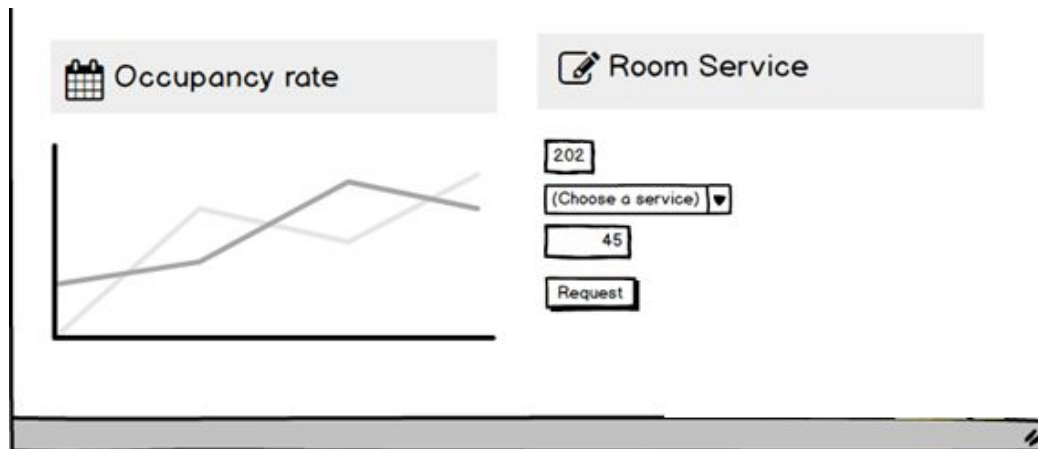 Occupancy rate
Room Service
202
(Choose a service)
45
Request